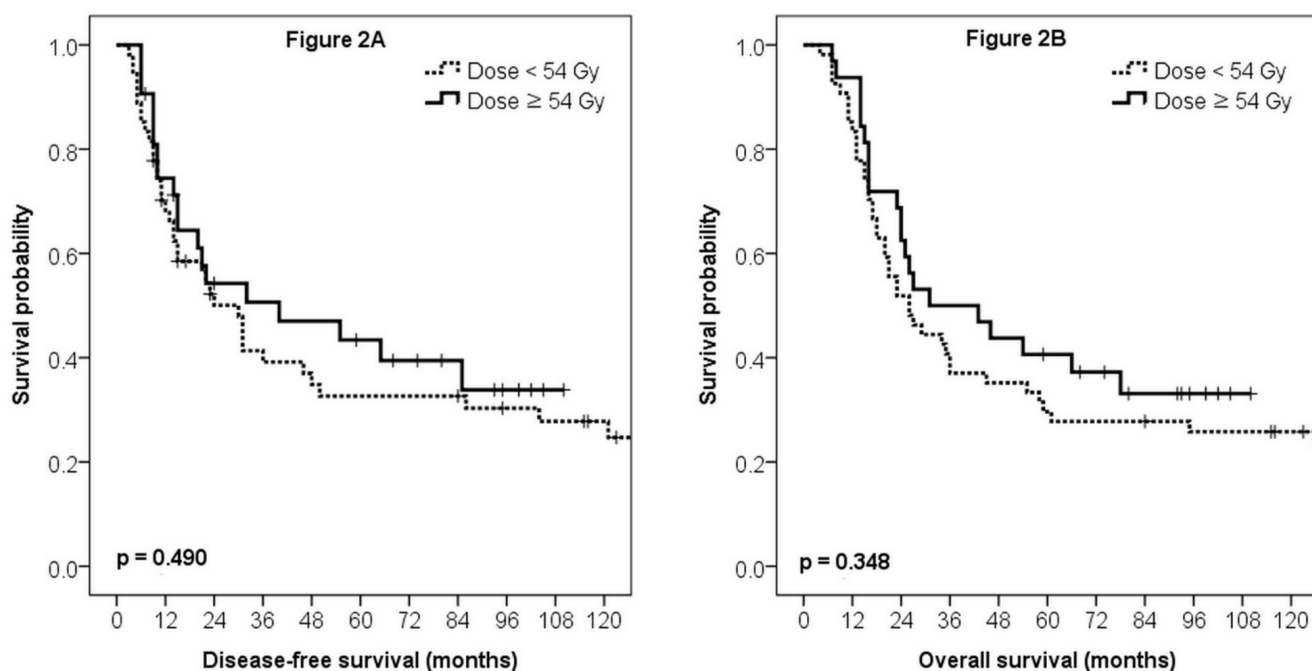 Figure 2A
Dose < 54 Gy
Dose ≥ 54 Gy
Survival probability
1.0
0.8
0.6
0.4
0.2
0.0
p = 0.490
0 12 24 36 48 60 72 84 96 108 120
Disease-free survival (months)
Figure 2B
Dose < 54 Gy
Dose ≥ 54 Gy
Survival probability
1.0
0.8
0.6
0.4
0.2
0.0
p = 0.348
0 12 24 36 48 60 72 84 96 108 120
Overall survival (months)